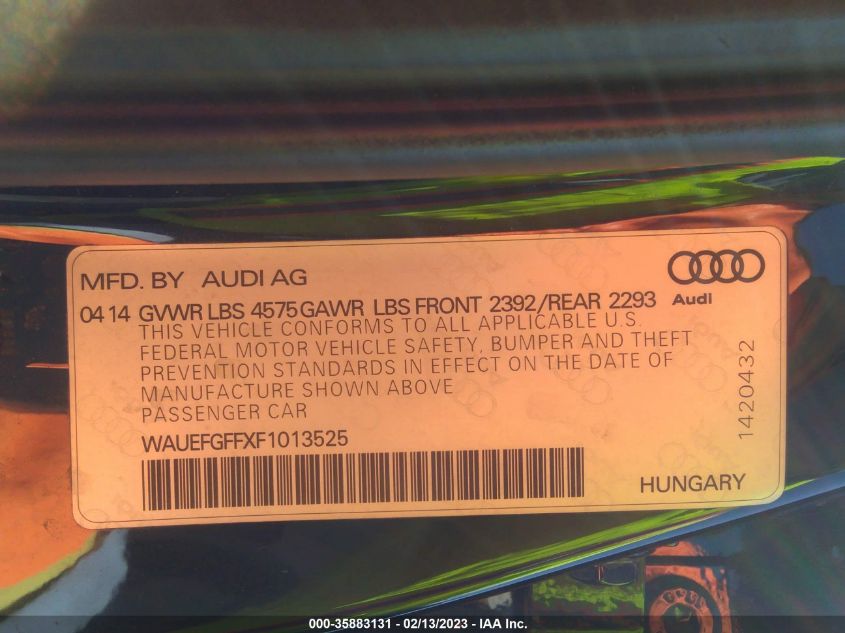 MFD. BY AUDI AG
04 14 GVWR LBS 4575 GAWR LBS FRONT 2392/REAR 2293
Audi
THIS VEHICLE CONFORMS TO ALL APPLICABLE U.S.
FEDERAL MOTOR VEHICLE SAFETY, BUMPER AND THEFT
PREVENTION STANDARDS IN EFFECT ON THE DATE OF
MANUFACTURE SHOWN ABOVE
PASSENGER CAR
1420432
WAUEFGFFXF1013525
HUNGARY
000-35883131 - 02/13/2023 - IAA Inc.